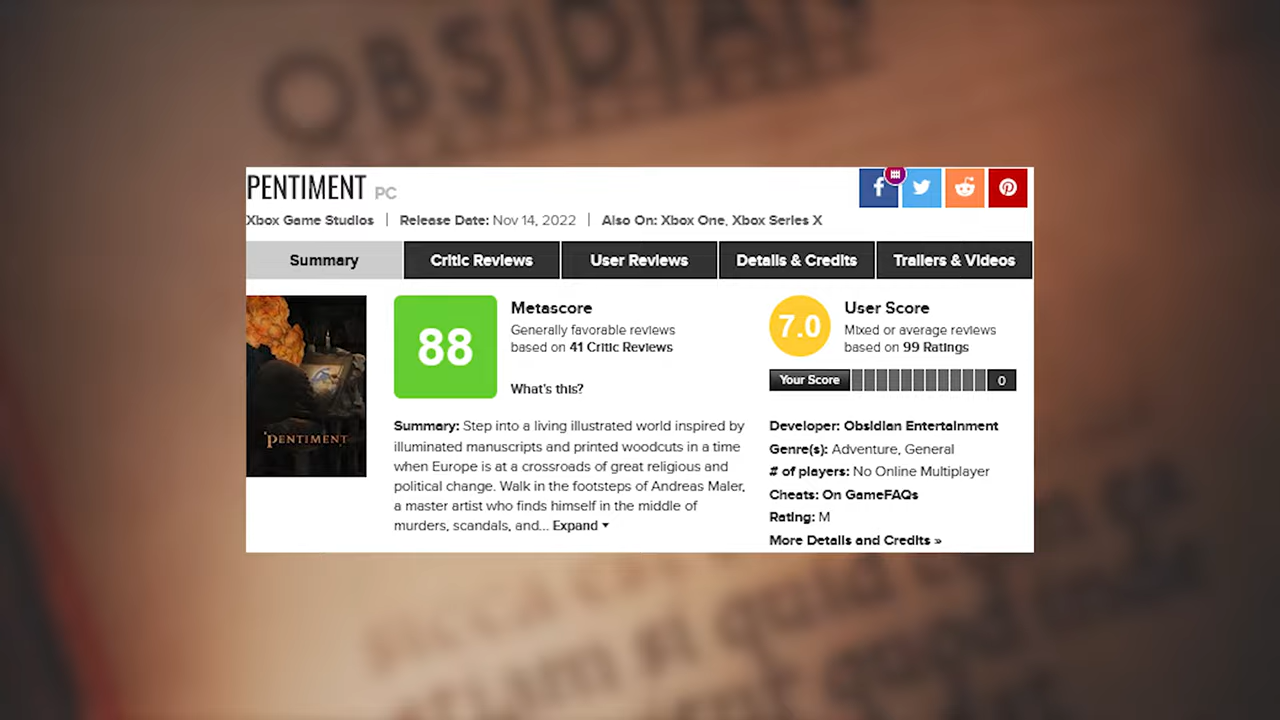 OBSIDIAN
PENTIMENT PC
Xbox Game Studios | Release Date: Nov 14, 2022 | Also On: Xbox One, Xbox Series X
Summary
Critic Reviews
User Reviews
Details & Credits
Trailers & Videos
PENTIMENT
88
Metascore
Generally favorable reviews
based on 41 Critic Reviews
What's this?
Summary: Step into a living illustrated world inspired by
illuminated manuscripts and printed woodcuts in a time
when Europe is at a crossroads of great religious and
political change. Walk in the footsteps of Andreas Maler,
a master artist who finds himself in the middle of
murders, scandals, and... Expand
7.0
User Score
Mixed or average reviews
based on 99 Ratings
Your Score
0
Developer: Obsidian Entertainment
Genre(s): Adventure, General
# of players: No Online Multiplayer
Cheats: On GameFAQs
Rating: M
More Details and Credits »
si quid